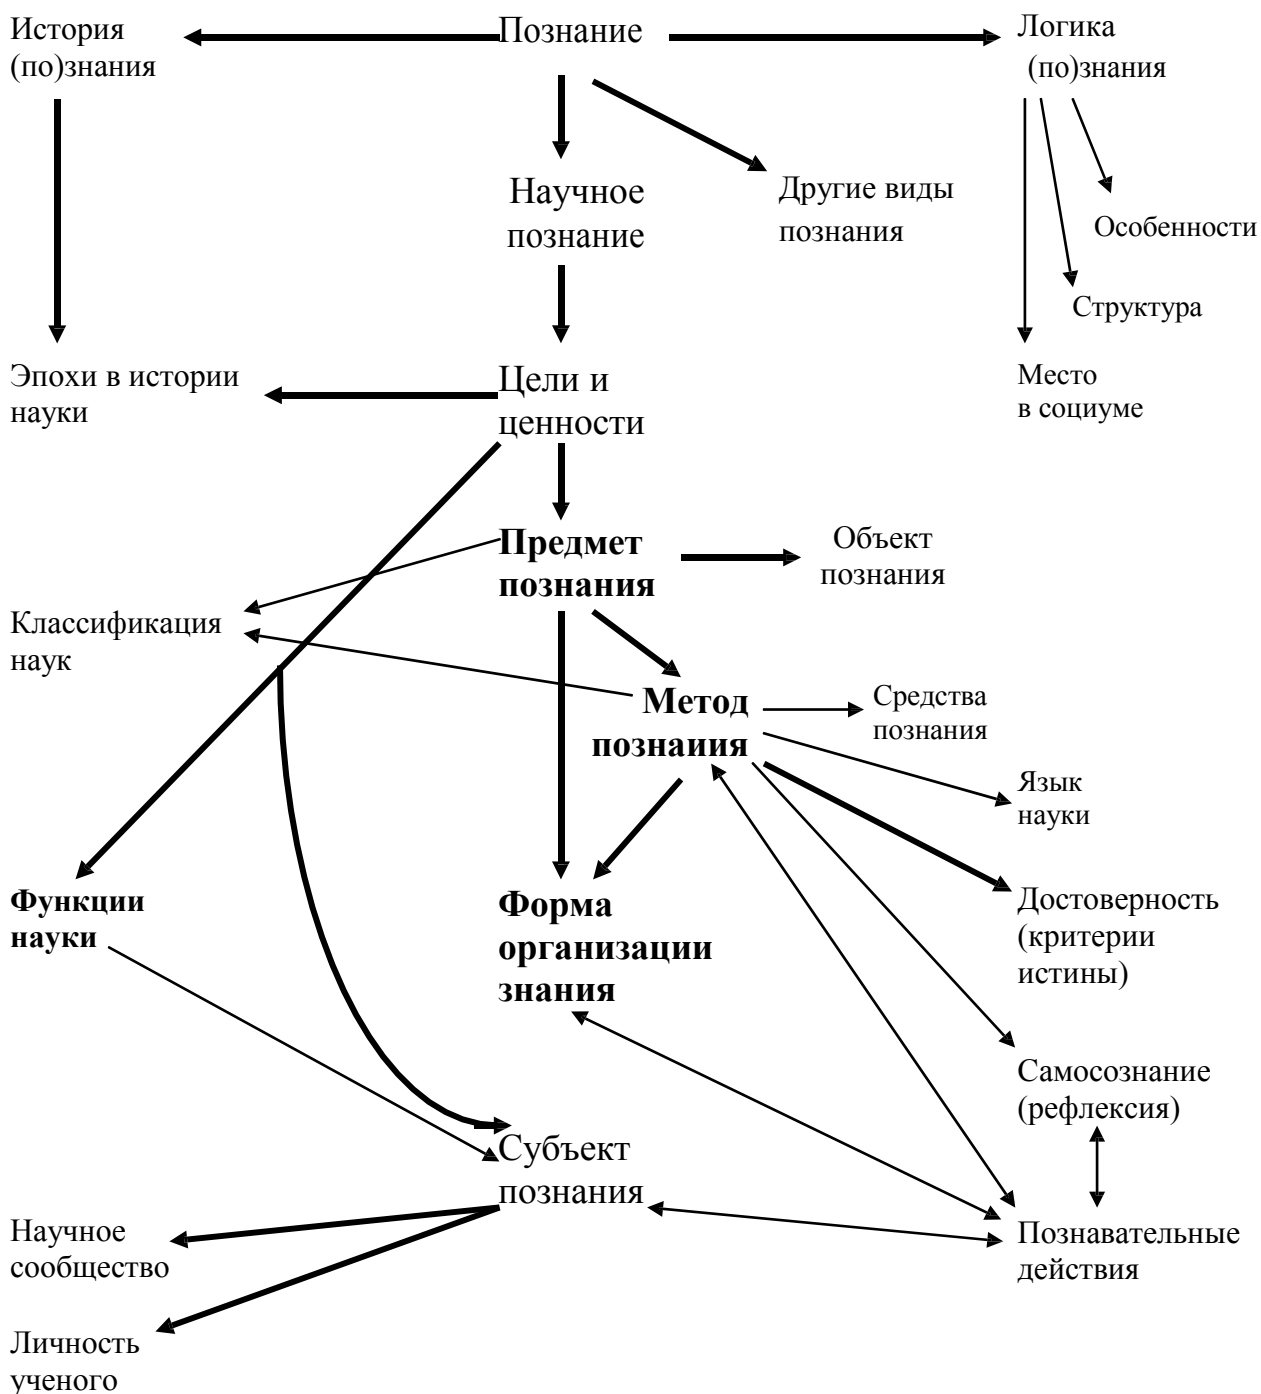 История
(по)знания
Познание
Логика
(по)знания
Научное
познание
Другие виды
познания
Особенности
Структура
Эпохи в истории
науки
Цели и
ценности
Место
в социуме
Предмет
познания
Объект
познания
Классификация
наук
Метод
познаиия
Средства
познания
Язык
науки
Функции
науки
Форма
организации
знания
Достоверность
(критерии
истины)
Самосознание
(рефлексия)
Субъект
познания
Научное
сообщество
Познавательные
действия
Личность
ученого